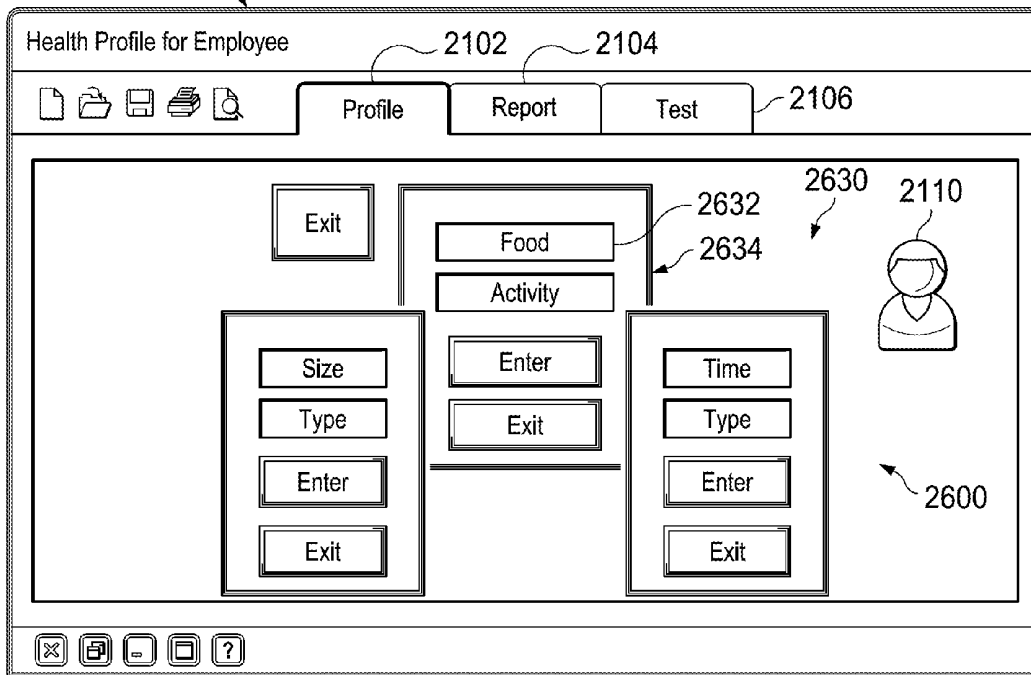 Health Profile for Employee
2102
2104
Profile
Report
Test
2106
Exit
Food
Activity
Enter
Exit
2632
2634
2630
2110
Size
Type
Enter
Exit
Time
Type
Enter
Exit
2600
?